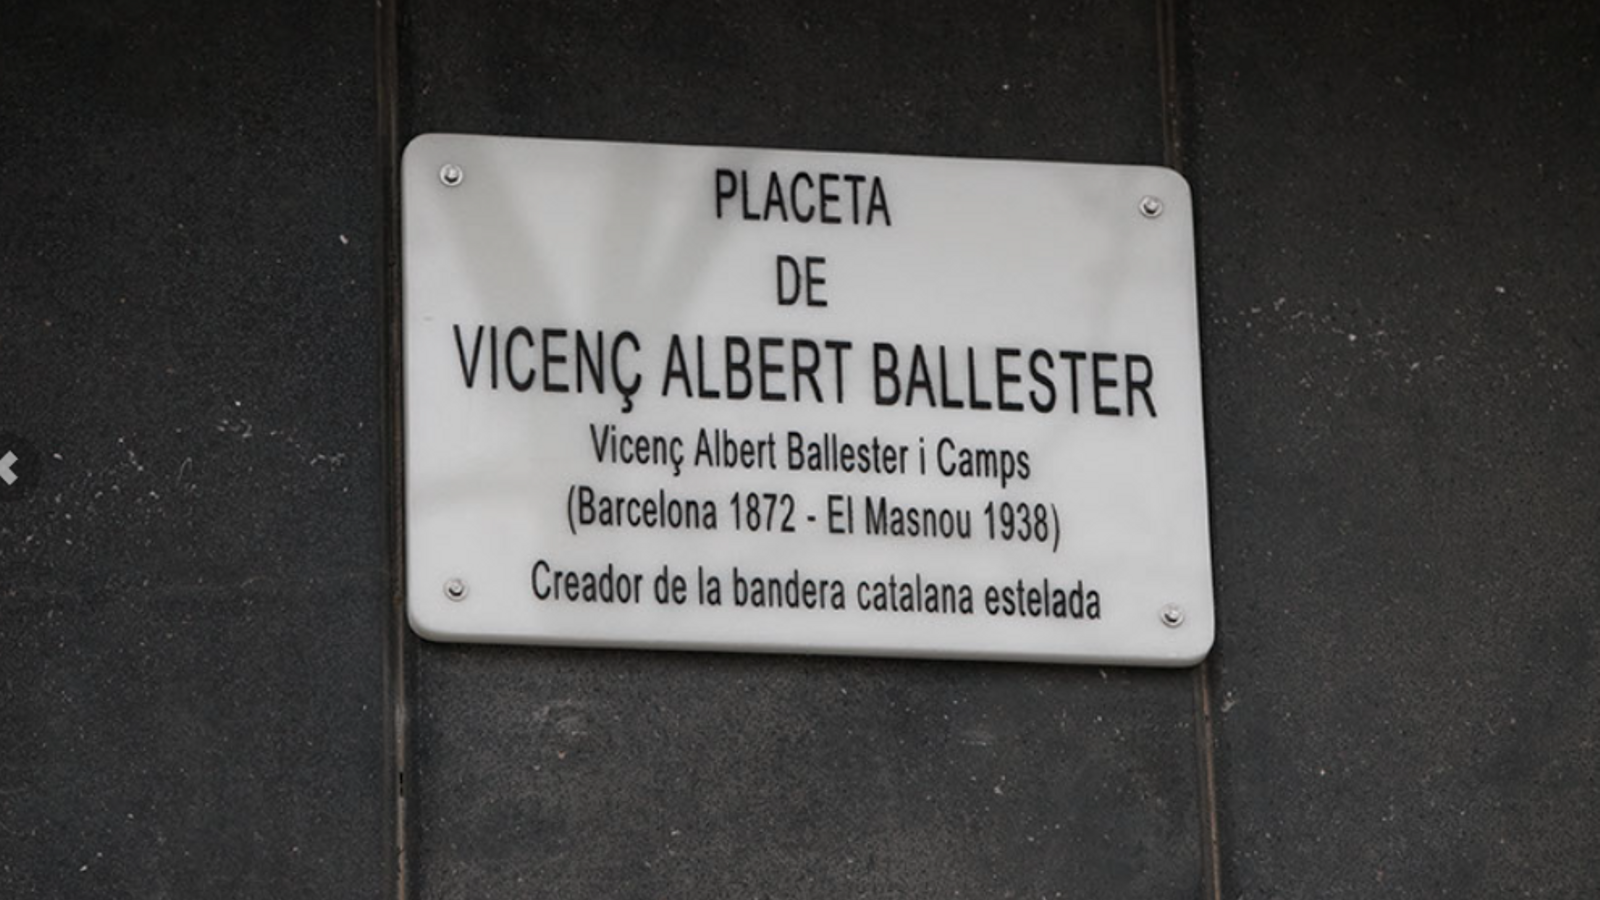 PLACETA
DE
VICENÇ ALBERT BALLESTER
Vicenç Albert Ballester i Camps
(Barcelona 1872 - El Masnou 1938)
Creador de la bandera catalana estelada